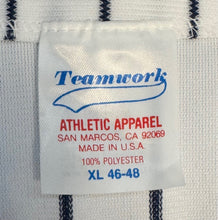 Teamwork
ATHLETIC APPAREL
SAN MARCOS, CA 92069
MADE IN U.S.A.
100% POLYESTER
XL 46-48